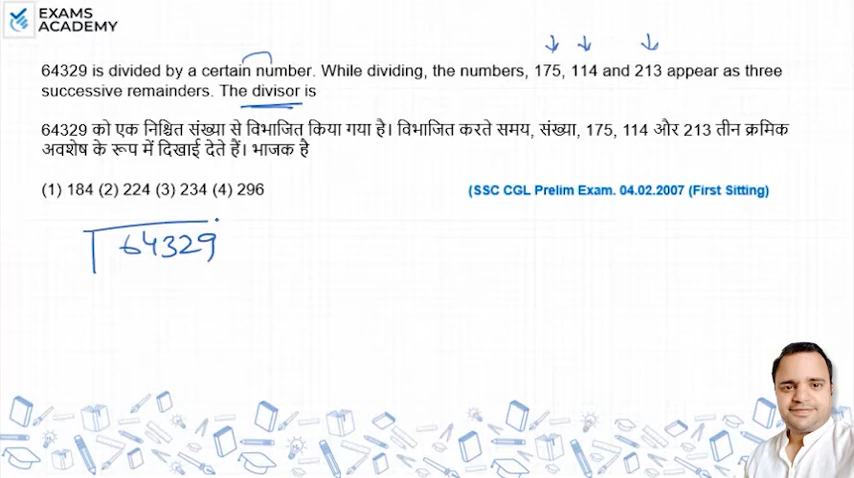 EXAMS
ACADEMY
64329 is divided by a certain number. While dividing, the numbers, 175, 114 and 213 appear as three
successive remainders. The divisor is
64329 को एक निश्चित संख्या से विभाजित किया गया है। विभाजित करते समय, संख्या, 175, 114 और 213 तीन क्रमिक
अवशेष के रूप में दिखाई देते हैं। भाजक है
(1) 184 (2) 224 (3) 234 (4) 296
(SSC CGL Prelim Exam. 04.02.2007 (First Sitting)
64329